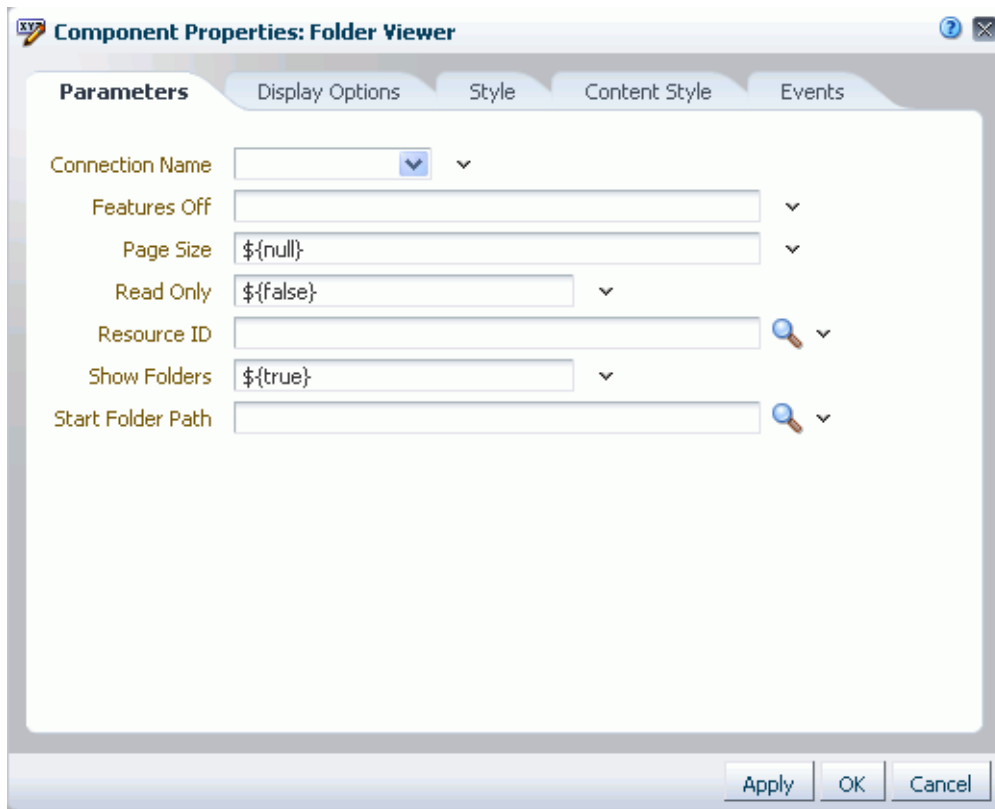 Component Properties: Folder Viewer
Parameters Display Options Style Content Style Events
Connection Name
Features Off
Page Size ${null}
Read Only ${false}
Resource ID
Show Folders ${true}
Start Folder Path
Apply OK Cancel